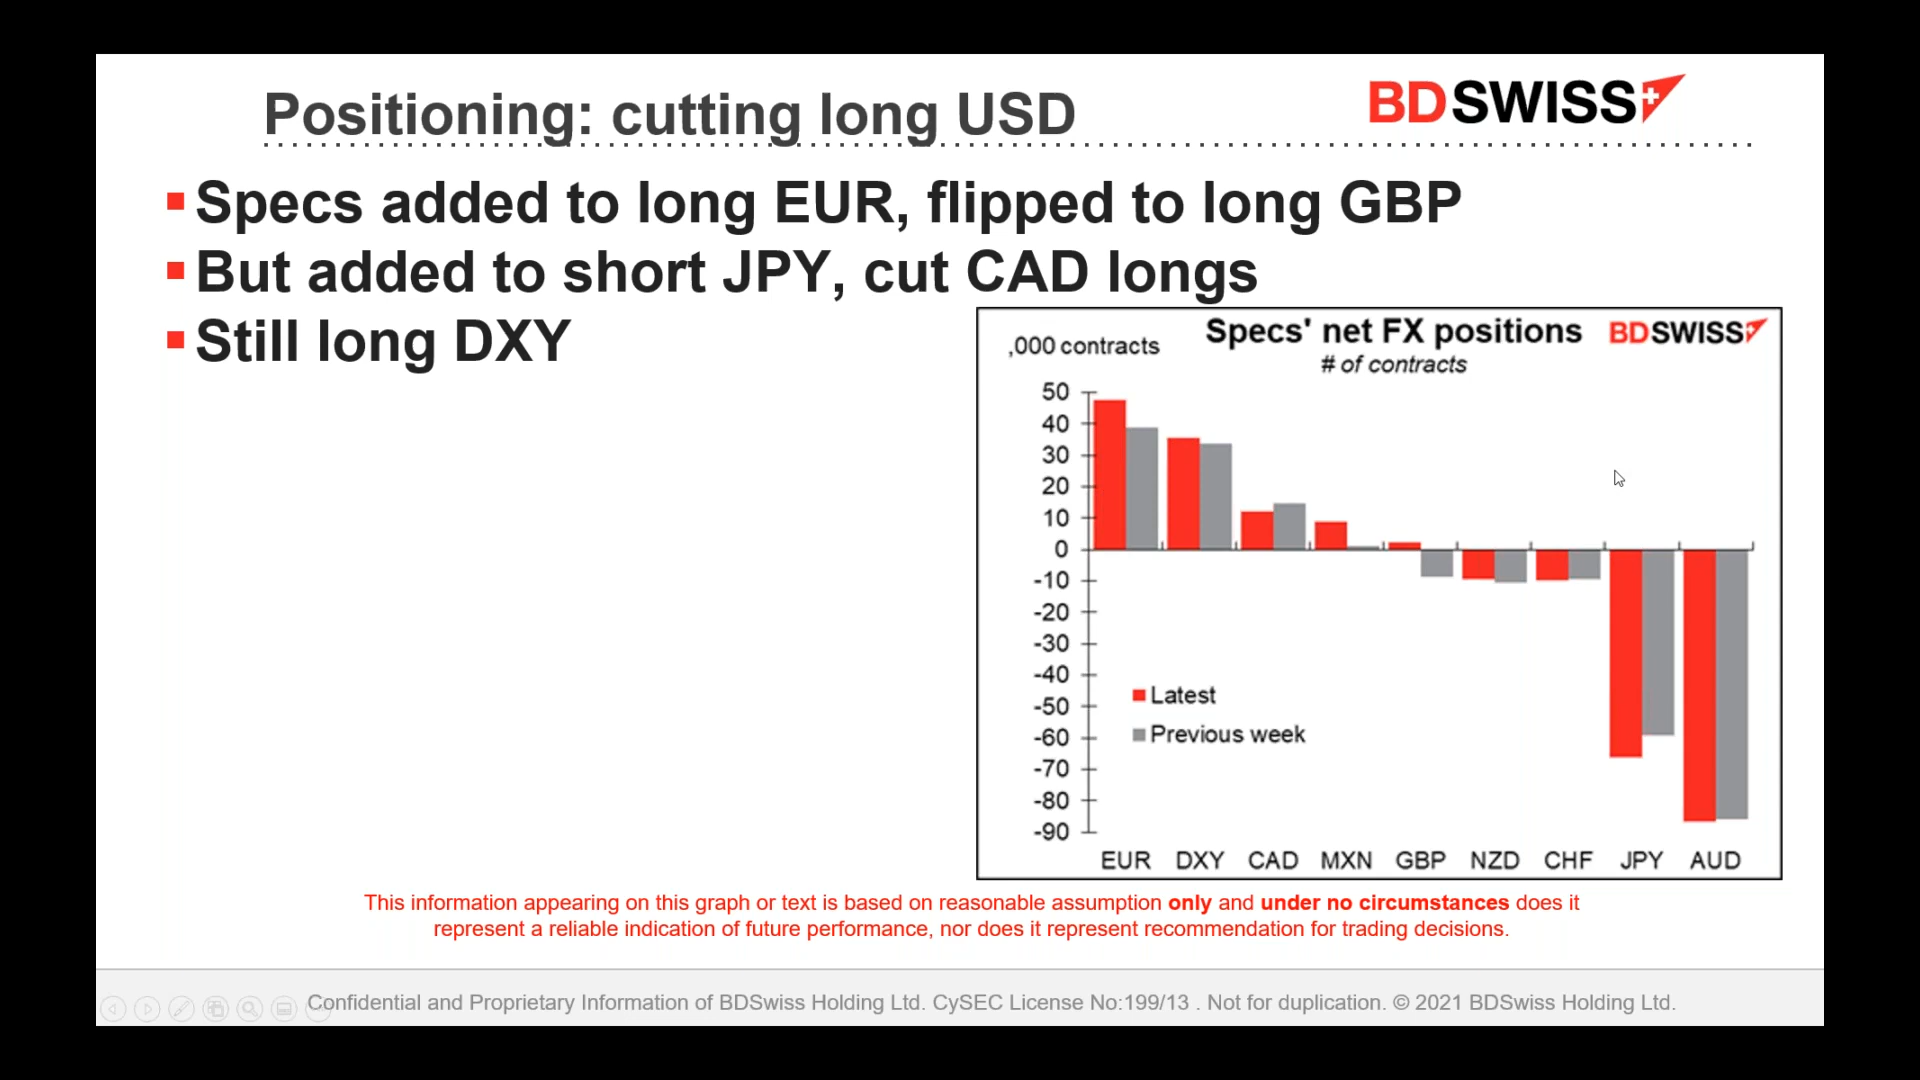 Positioning: cutting long USD
BDSWISS
Specs added to long EUR, flipped to long GBP
But added to short JPY, cut CAD longs
Still long DXY
,000 contracts
Specs' net FX positions
BDSWISS
# of contracts
50
40
30
20
10
0
-10
-20
-30
-40
-50
-60
-70
-80
-90
Latest
Previous week
EUR DXY CAD MXN GBP NZD CHF JPY AUD
This information appearing on this graph or text is based on reasonable assumption only and under no circumstances does it
represent a reliable indication of future performance, nor does it represent recommendation for trading decisions.
Confidential and Proprietary Information of BDSwiss Holding Ltd. CySEC License No:199/13 . Not for duplication. © 2021 BDSwiss Holding Ltd.